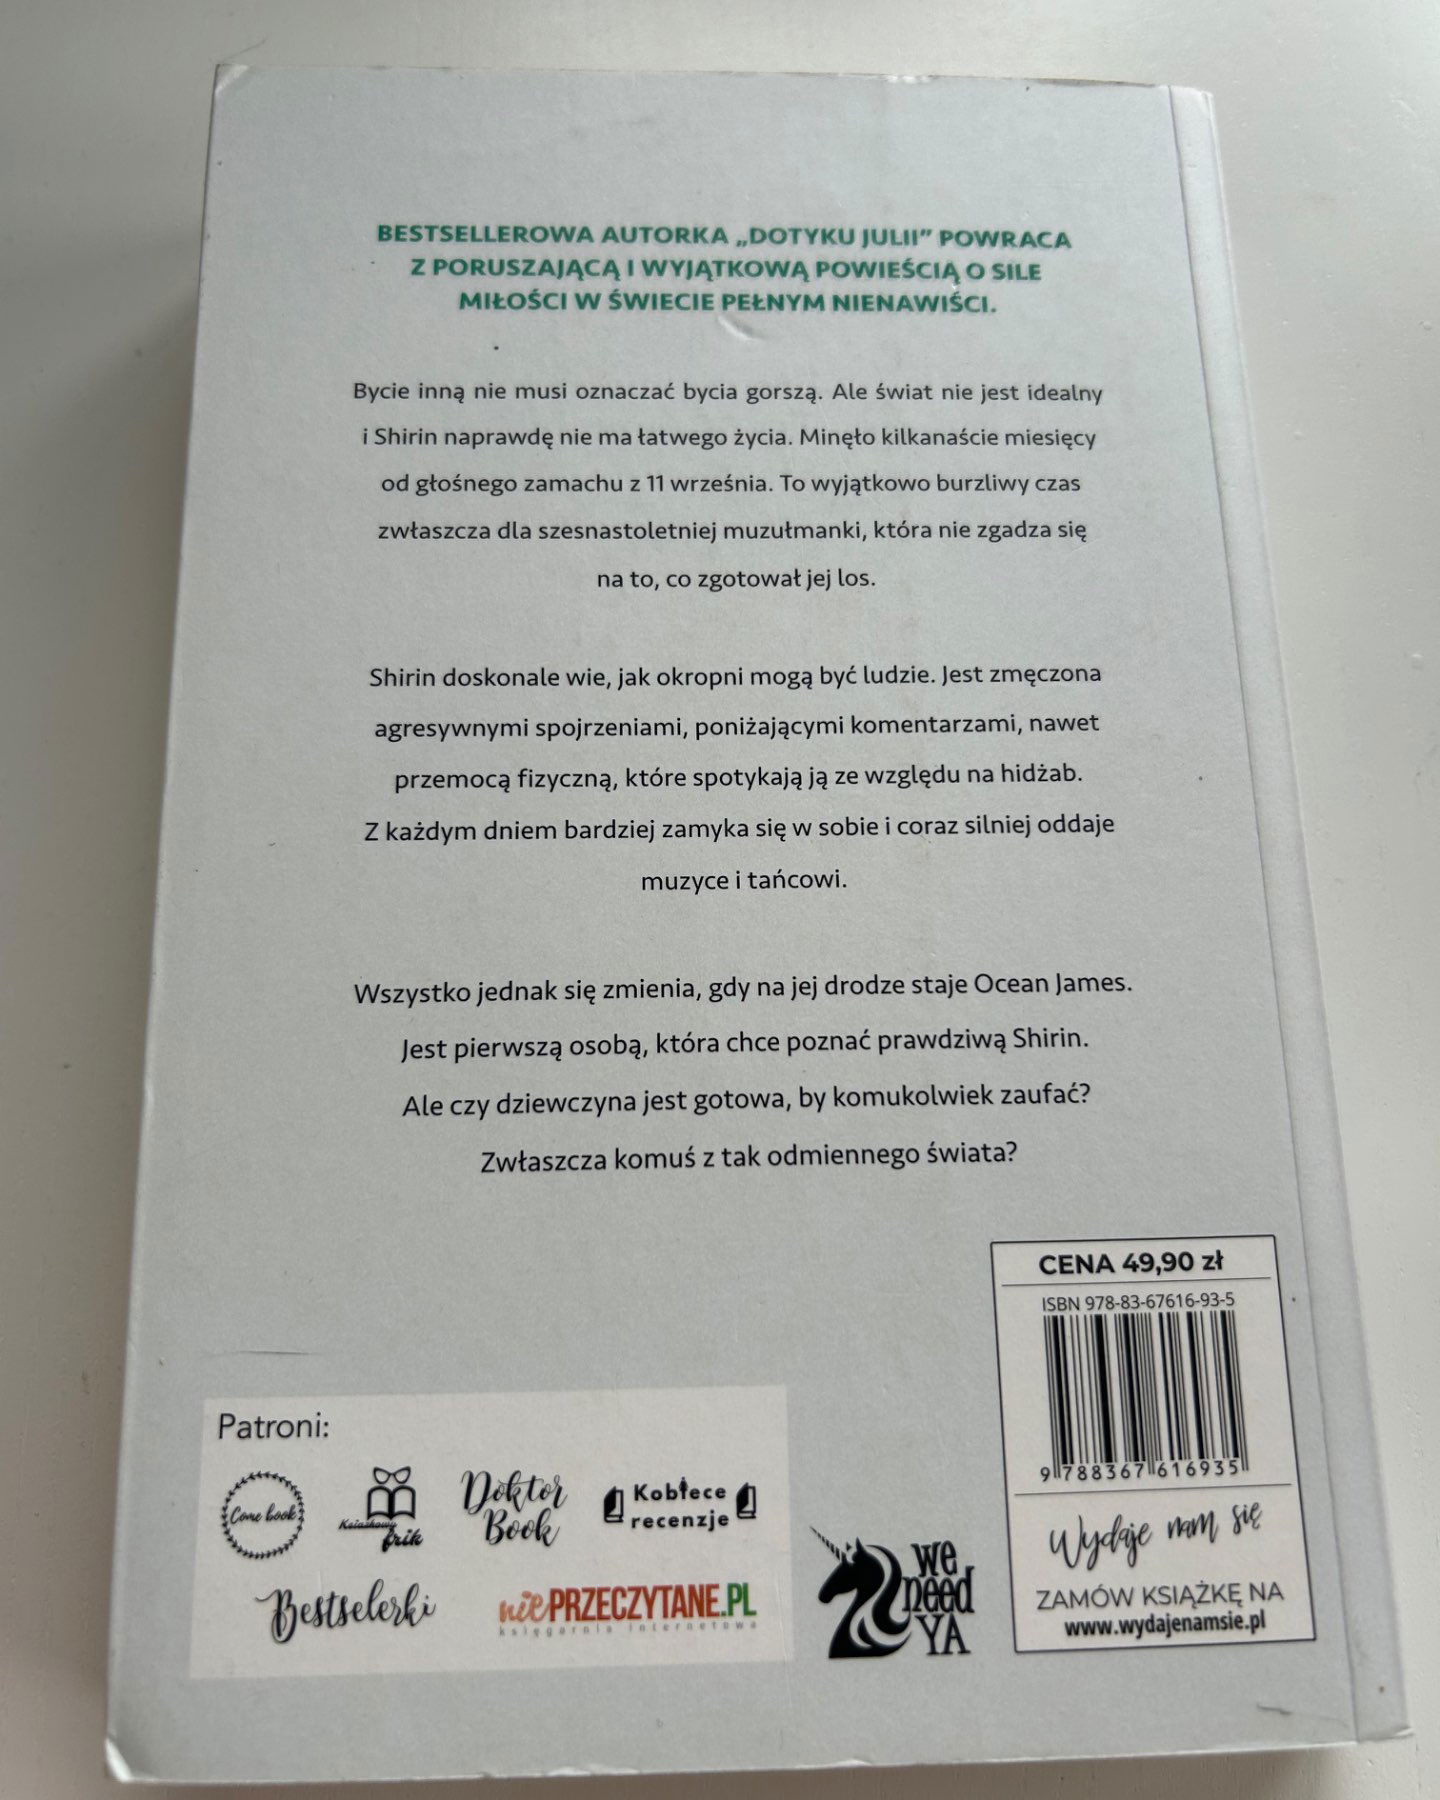 BESTSELLEROWA AUTORKA „DOTYKU JULII” POWRACA
Z PORUSZAJĄCĄ I WYJĄTKOWĄ POWIEŚCIĄ O SILE
MIŁOŚCI W ŚWIECIE PEŁNYM NIENAWIŚCI.
Bycie inną nie musi oznaczać bycia gorszą. Ale świat nie jest idealny
i Shirin naprawdę nie ma łatwego życia. Minęło kilkanaście miesięcy
od głośnego zamachu z 11 września. To wyjątkowo burzliwy czas
zwłaszcza dla szesnastoletniej muzułmanki, która nie zgadza się
na to, co zgotował jej los.
Shirin doskonale wie, jak okropni mogą być ludzie. Jest zmęczona
agresywnymi spojrzeniami, poniżającymi komentarzami, nawet
przemocą fizyczną, które spotykają ją ze względu na hidżab.
Z każdym dniem bardziej zamyka się w sobie i coraz silniej oddaje
muzyce i tańcowi.
Wszystko jednak się zmienia, gdy na jej drodze staje Ocean James.
Jest pierwszą osobą, która chce poznać prawdziwą Shirin.
Ale czy dziewczyna jest gotowa, by komukolwiek zaufać?
Zwłaszcza komuś z tak odmiennego świata?
CENA 49,90 zł
ISBN 978-83-67616-93-5
9 788367 616935
Wydaje nam się
ZAMÓW KSIĄŻKĘ NA
www.wydajenamsie.pl
Patroni:
Come book
Książkowy
frik
Doktor
Book
Kobiece
recenzje
Bestselerki
niePRZECZYTANE.PL
księgarnia internetowa
we
need
YA